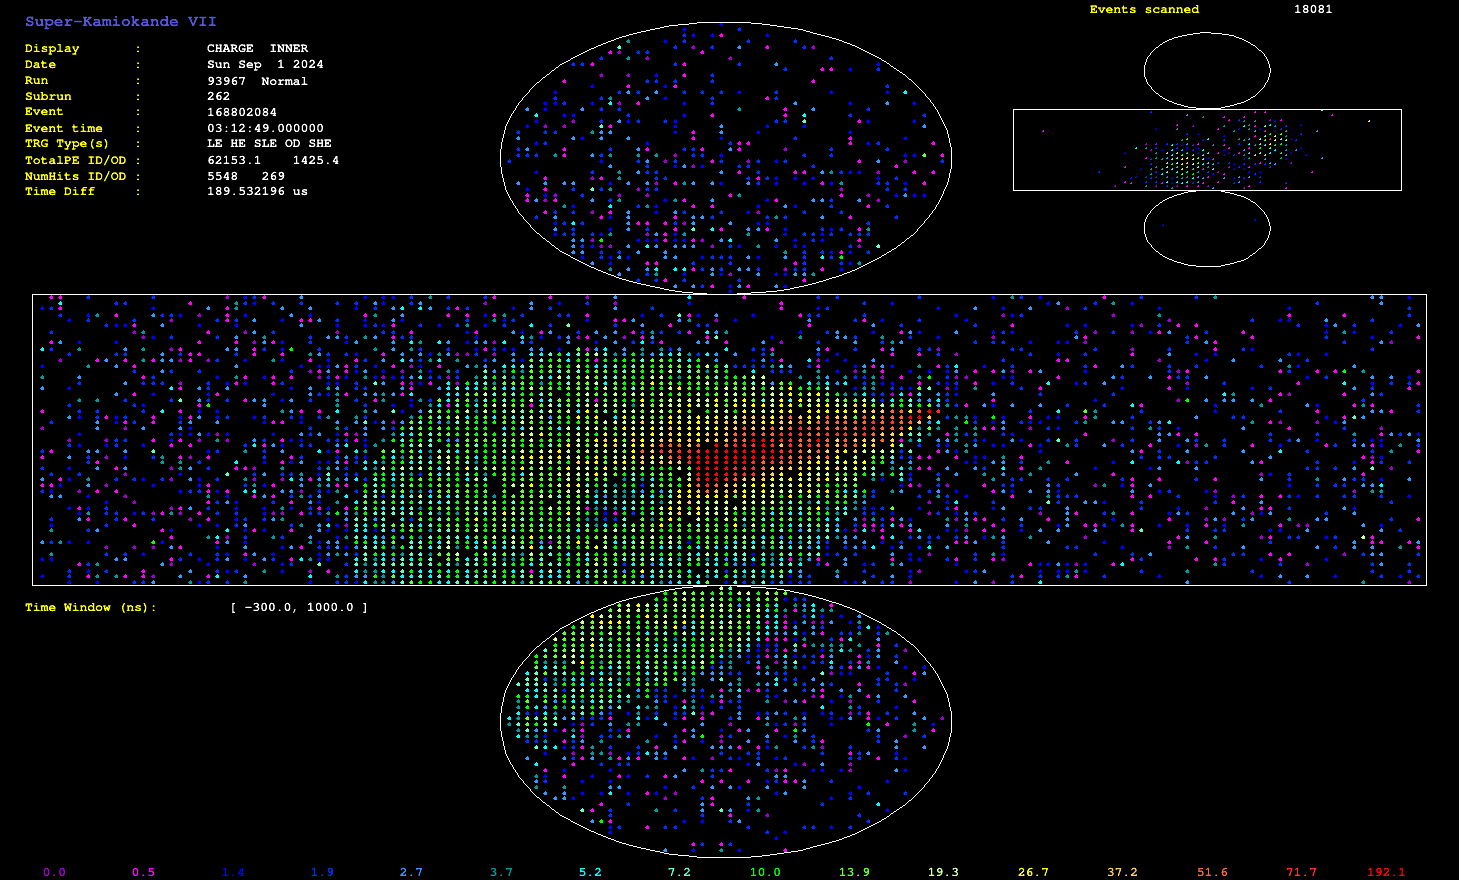 Super-Kamiokande VII
Events scanned 18081
Display : CHARGE INNER
Date : Sun Sep 1 2024
Run : 93967 Normal
Subrun : 262
Event : 168802084
Event time : 03:12:49.000000
TRG Type(s) : LE HE SLE OD SHE
TotalPE ID/OD : 62153.1 1425.4
NumHits ID/OD : 5548 269
Time Diff : 189.532196 us
Time Window (ns): [ -300.0, 1000.0 ]
0.0 0.5 1.4 1.9 2.7 3.7 5.2 7.2 10.0 13.9 19.3 26.7 37.2 51.6 71.7 192.1